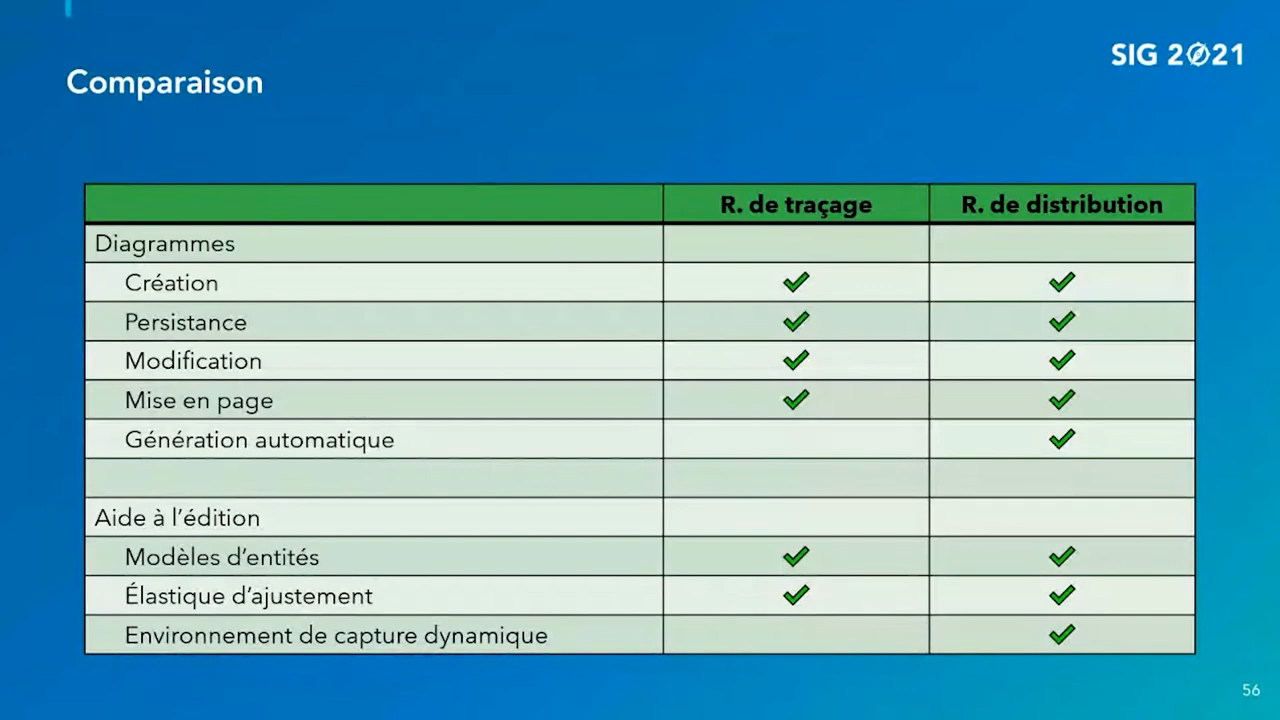 SIG 2021
Comparaison
R. de traçage R. de distribution
Diagrammes
Création
Persistance
Modification
Mise en page
Génération automatique
Aide à l’édition
Modèles d’entités
Élastique d’ajustement
Environnement de capture dynamique
56